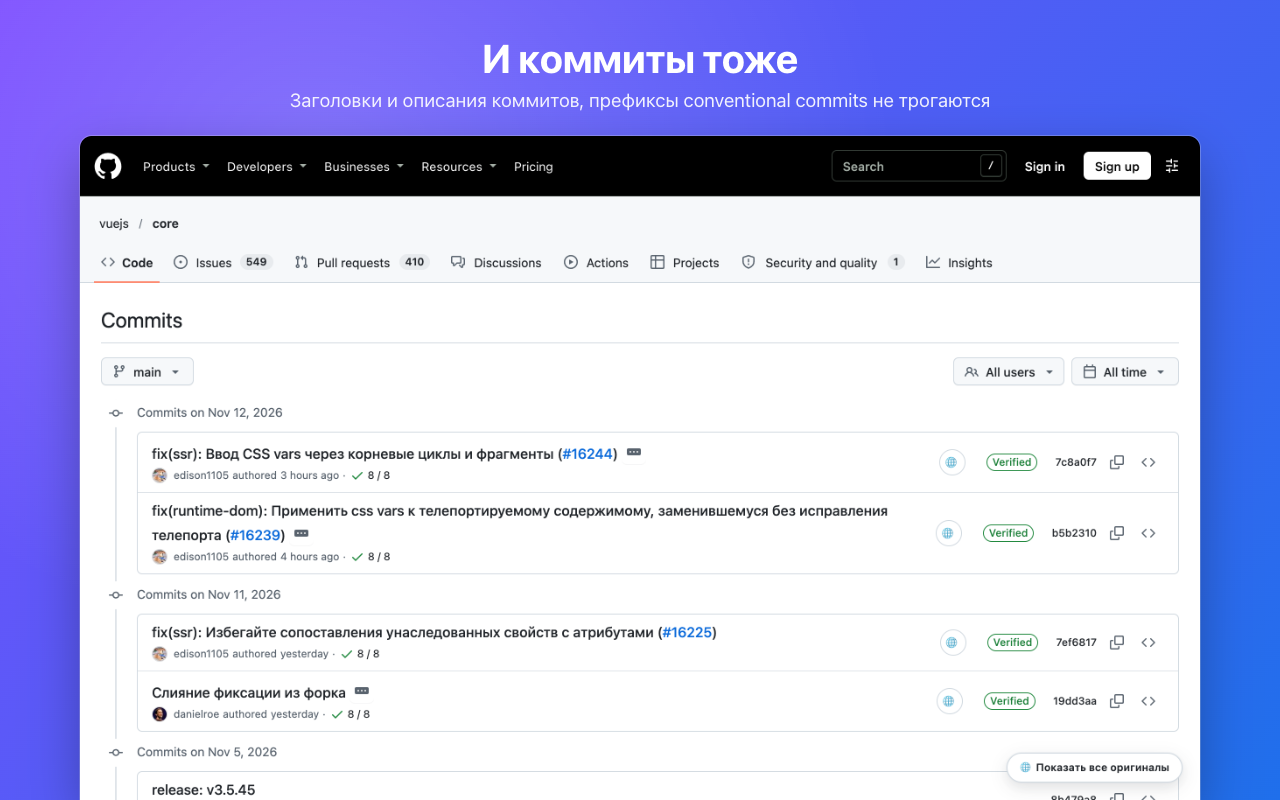 И коммиты тоже
Заголовки и описания коммитов, префиксы conventional commits не трогаются
Products Developers Businesses Resources Pricing Search / Sign in Sign up
vuejs / core
Code Issues 549 Pull requests 410 Discussions Actions Projects Security and quality 1 Insights
Commits
main All users All time
Commits on Nov 12, 2026
fix(ssr): Ввод CSS vars через корневые циклы и фрагменты (#16244)
edison1105 authored 3 hours ago · 8 / 8
Verified 7c8a0f7
fix(runtime-dom): Применить css vars к телепортируемому содержимому, заменившемуся без исправления
телепорта (#16239)
edison1105 authored 4 hours ago · 8 / 8
Verified b5b2310
Commits on Nov 11, 2026
fix(ssr): Избегайте сопоставления унаследованных свойств с атрибутами (#16225)
edison1105 authored yesterday · 8 / 8
Verified 7ef6817
Слияние фиксации из форка
danielroe authored yesterday · 8 / 8
Verified 19dd3aa
Commits on Nov 5, 2026
Показать все оригиналы
release: v3.5.45